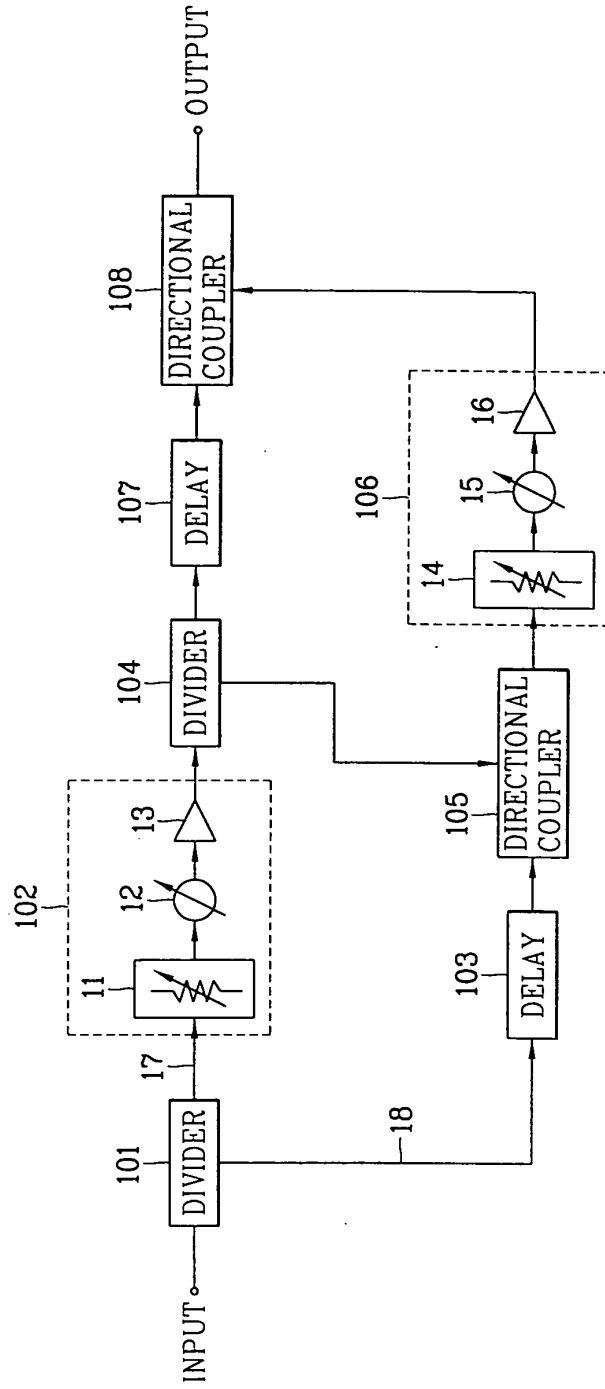 INPUT
101
DIVIDER
17
18
102
11
12
13
104
DIVIDER
107
DELAY
108
DIRECTIONAL
COUPLER
OUTPUT
103
DELAY
105
DIRECTIONAL
COUPLER
106
14
15
16